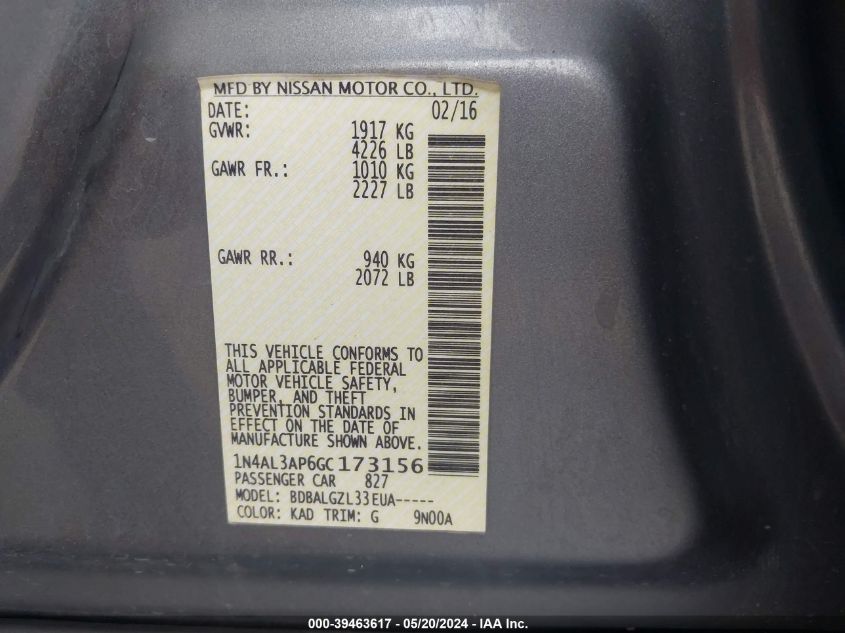 MFD BY NISSAN MOTOR CO., LTD.
DATE: 02/16
GVWR: 1917 KG
4226 LB
GAWR FR.: 1010 KG
2227 LB
GAWR RR.: 940 KG
2072 LB
THIS VEHICLE CONFORMS TO
ALL APPLICABLE FEDERAL
MOTOR VEHICLE SAFETY,
BUMPER, AND THEFT
PREVENTION STANDARDS IN
EFFECT ON THE DATE OF
MANUFACTURE SHOWN ABOVE.
1N4AL3AP6GC173156
PASSENGER CAR 827
MODEL: BDBALGZL33EUA-----
COLOR: KAD TRIM: G 9N00A
000-39463617 - 05/20/2024 - IAA Inc.